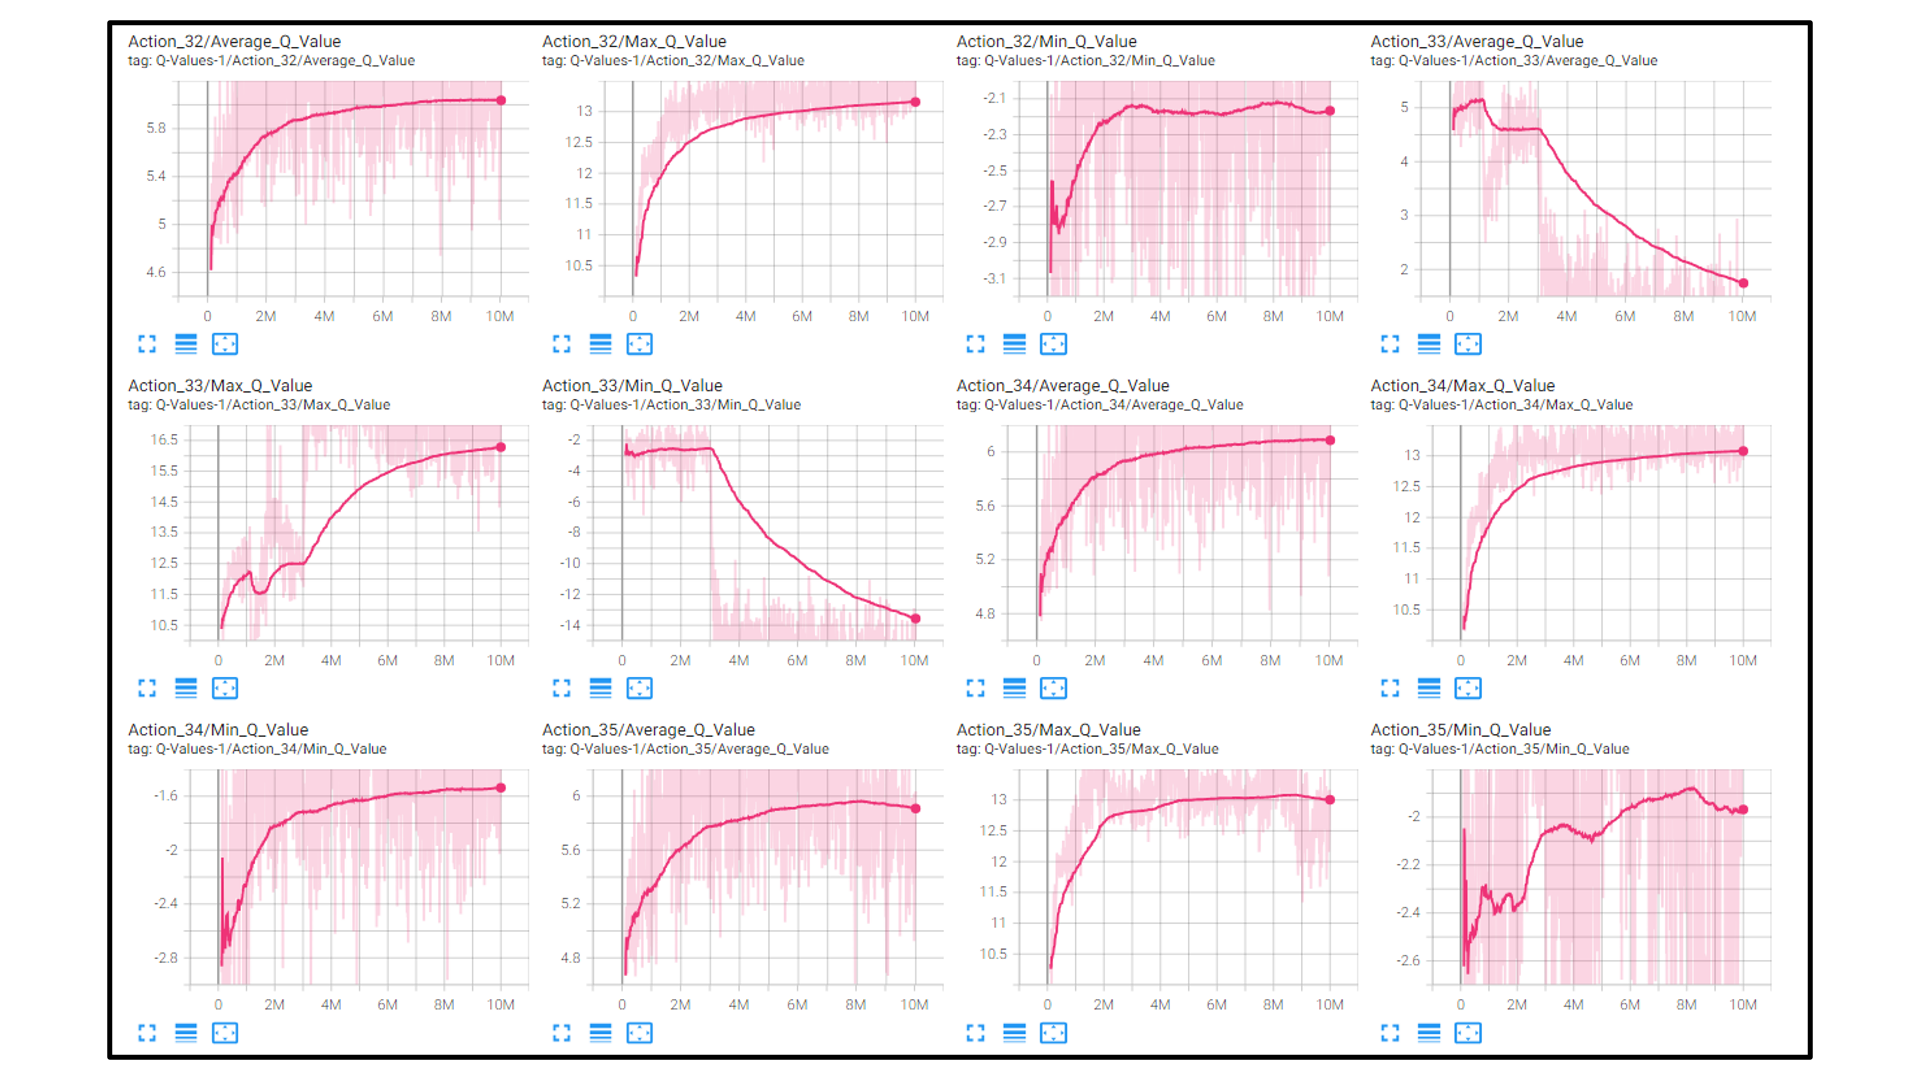 Action_32/Average_Q_Value
tag: Q-Values-1/Action_32/Average_Q_Value
5.8
5.4
5
4.6
0 2M 4M 6M 8M 10M
Action_32/Max_Q_Value
tag: Q-Values-1/Action_32/Max_Q_Value
13
12.5
12
11.5
11
10.5
0 2M 4M 6M 8M 10M
Action_32/Min_Q_Value
tag: Q-Values-1/Action_32/Min_Q_Value
-2.1
-2.3
-2.5
-2.7
-2.9
-3.1
0 2M 4M 6M 8M 10M
Action_33/Average_Q_Value
tag: Q-Values-1/Action_33/Average_Q_Value
5
4
3
2
0 2M 4M 6M 8M 10M
Action_33/Max_Q_Value
tag: Q-Values-1/Action_33/Max_Q_Value
16.5
15.5
14.5
13.5
12.5
11.5
10.5
0 2M 4M 6M 8M 10M
Action_33/Min_Q_Value
tag: Q-Values-1/Action_33/Min_Q_Value
-2
-4
-6
-8
-10
-12
-14
0 2M 4M 6M 8M 10M
Action_34/Average_Q_Value
tag: Q-Values-1/Action_34/Average_Q_Value
6
5.6
5.2
4.8
0 2M 4M 6M 8M 10M
Action_34/Max_Q_Value
tag: Q-Values-1/Action_34/Max_Q_Value
13
12.5
12
11.5
11
10.5
0 2M 4M 6M 8M 10M
Action_34/Min_Q_Value
tag: Q-Values-1/Action_34/Min_Q_Value
-1.6
-2
-2.4
-2.8
0 2M 4M 6M 8M 10M
Action_35/Average_Q_Value
tag: Q-Values-1/Action_35/Average_Q_Value
6
5.6
5.2
4.8
0 2M 4M 6M 8M 10M
Action_35/Max_Q_Value
tag: Q-Values-1/Action_35/Max_Q_Value
13
12.5
12
11.5
11
10.5
0 2M 4M 6M 8M 10M
Action_35/Min_Q_Value
tag: Q-Values-1/Action_35/Min_Q_Value
-2
-2.2
-2.4
-2.6
0 2M 4M 6M 8M 10M